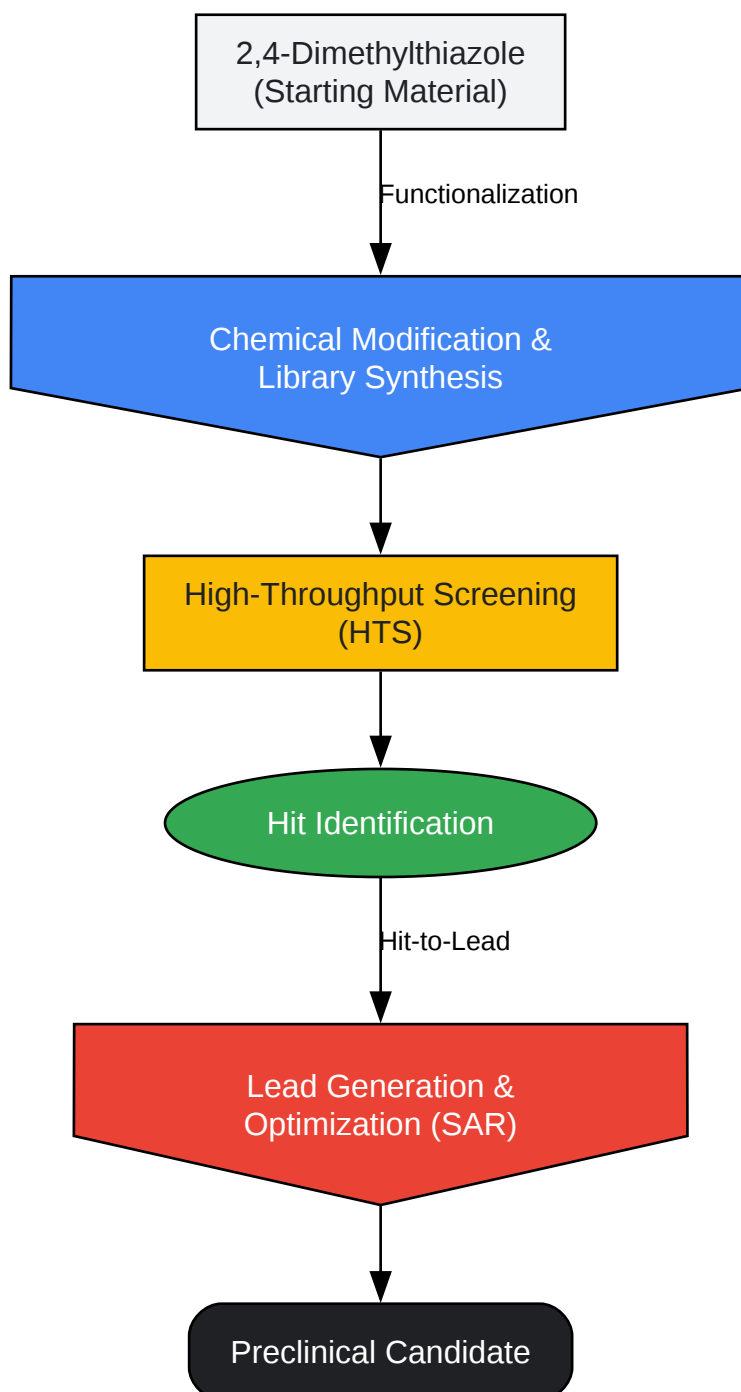 2,4-Dimethylthiazole
(Starting Material)
Functionalization
Chemical Modification &
Library Synthesis
High-Throughput Screening
(HTS)
Hit Identification
Hit-to-Lead
Lead Generation &
Optimization (SAR)
Preclinical Candidate